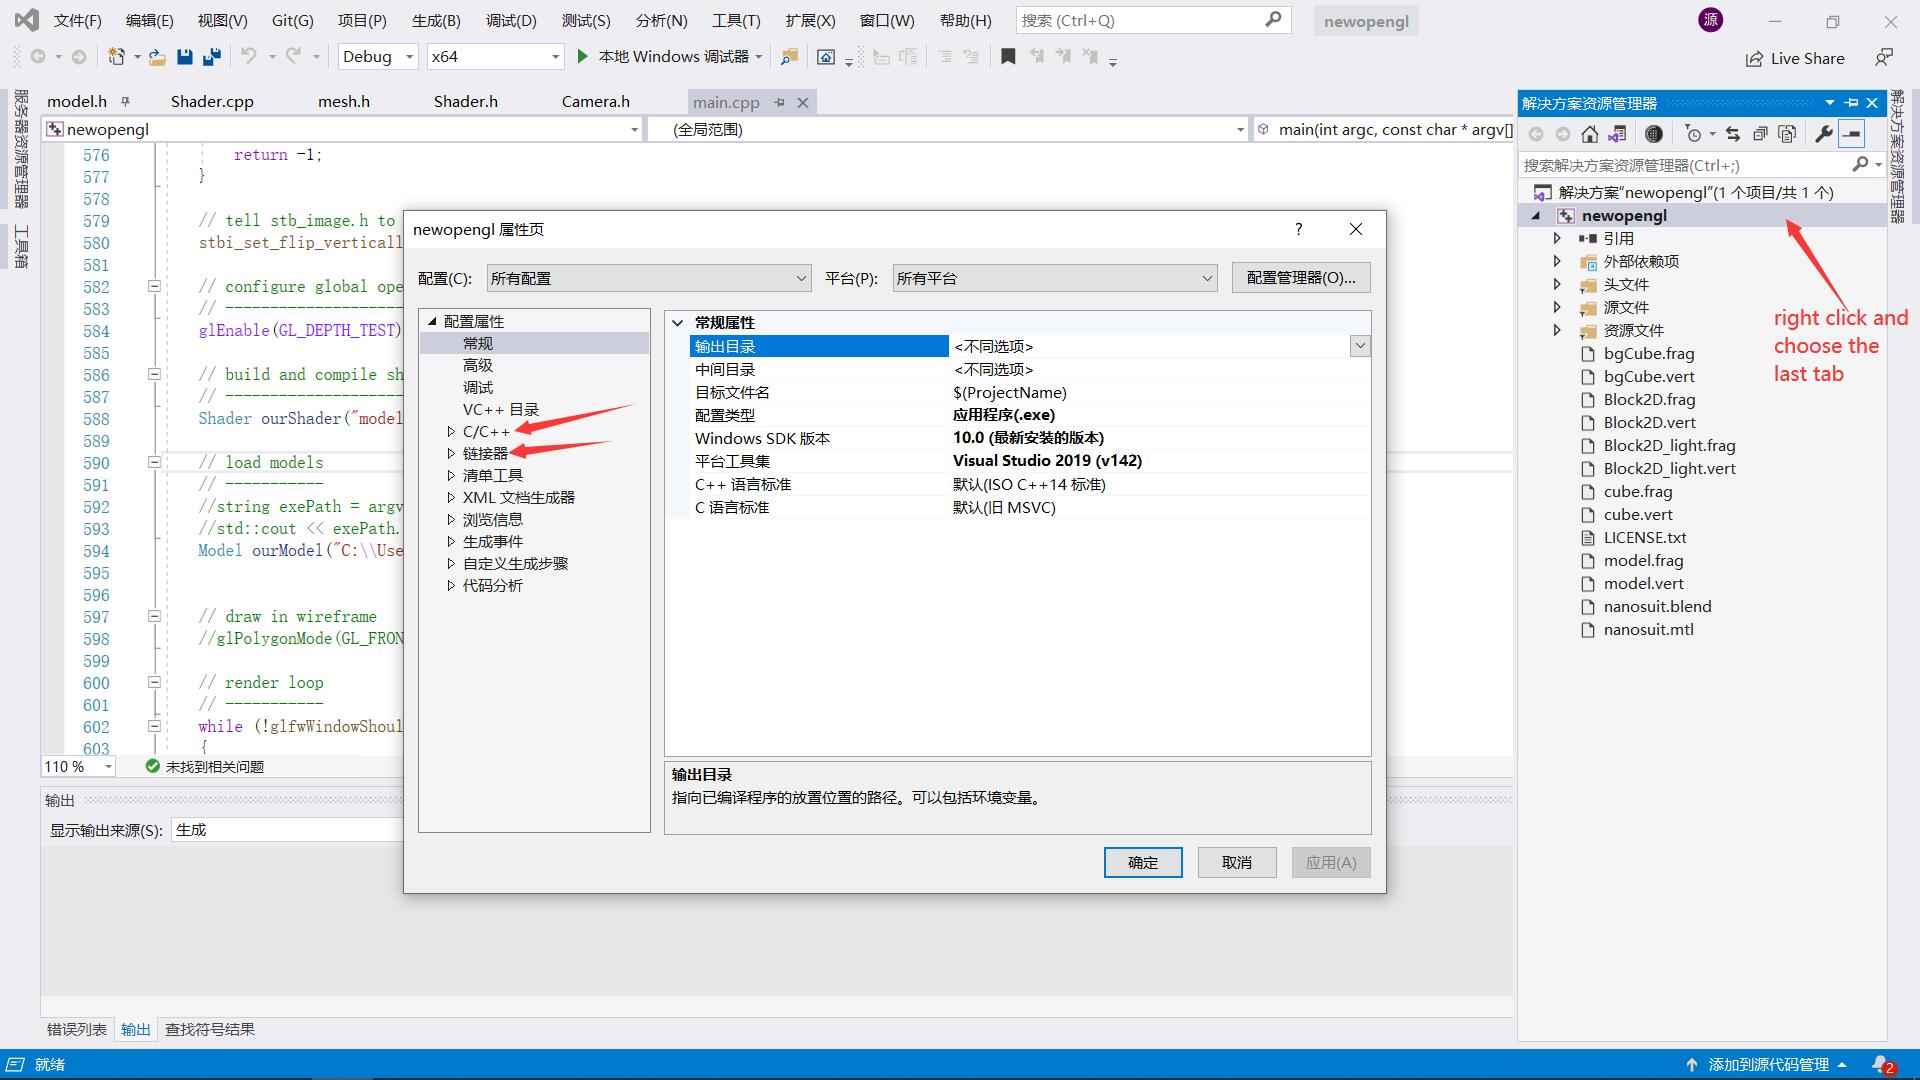 文件(F) 编辑(E) 视图(V) Git(G) 项目(P) 生成(B) 调试(D) 测试(S) 分析(N) 工具(T) 扩展(X) 窗口(W) 帮助(H) 搜索 (Ctrl+Q) newopengl 源
Debug x64 本地 Windows 调试器 Live Share
服务器资源管理器
工具箱
model.h Shader.cpp mesh.h Shader.h Camera.h main.cpp
newopengl (全局范围) main(int argc, const char * argv[]
576 return -1;
577 }
578
579 // tell stb_image.h to
580 stbi_set_flip_verticall
581
582 // configure global ope
583 // --------------------
584 glEnable(GL_DEPTH_TEST)
585
586 // build and compile sh
587 // --------------------
588 Shader ourShader("model
589
590 // load models
591 // -----------
592 //string exePath = argv
593 //std::cout << exePath.
594 Model ourModel("C:\\Use
595
596
597 // draw in wireframe
598 //glPolygonMode(GL_FRON
599
600 // render loop
601 // -----------
602 while (!glfwWindowShoul
603 {
110 % 未找到相关问题
输出
显示输出来源(S): 生成
错误列表 输出 查找符号结果
就绪 添加到源代码管理 2
newopengl 属性页 ?
配置(C): 所有配置 平台(P): 所有平台 配置管理器(O)...
配置属性
常规
高级
调试
VC++ 目录
C/C++
链接器
清单工具
XML 文档生成器
浏览信息
生成事件
自定义生成步骤
代码分析
常规属性
输出目录 <不同选项>
中间目录 <不同选项>
目标文件名 $(ProjectName)
配置类型 应用程序(.exe)
Windows SDK 版本 10.0 (最新安装的版本)
平台工具集 Visual Studio 2019 (v142)
C++ 语言标准 默认(ISO C++14 标准)
C 语言标准 默认(旧 MSVC)
输出目录
指向已编译程序的放置位置的路径。可以包括环境变量。
确定 取消 应用(A)
解决方案资源管理器
搜索解决方案资源管理器(Ctrl+;)
解决方案"newopengl"(1 个项目/共 1 个)
newopengl
引用
外部依赖项
头文件
源文件
资源文件
bgCube.frag
bgCube.vert
Block2D.frag
Block2D.vert
Block2D_light.frag
Block2D_light.vert
cube.frag
cube.vert
LICENSE.txt
model.frag
model.vert
nanosuit.blend
nanosuit.mtl
right click and
choose the
last tab
解决方案资源管理器